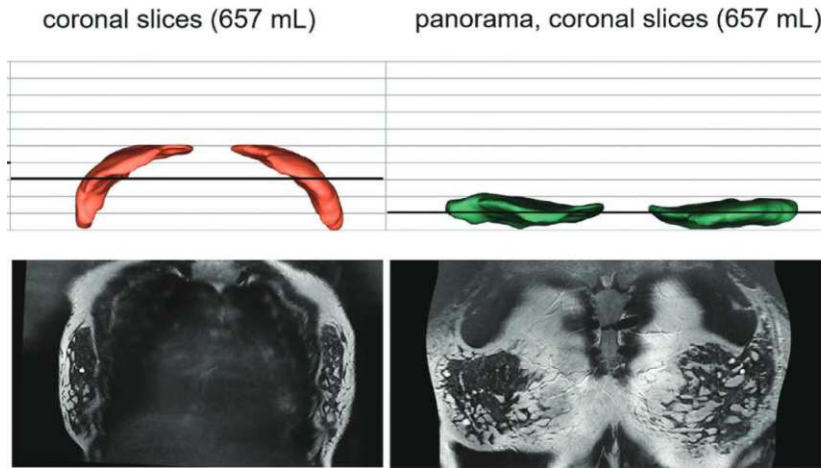 coronal slices (657 mL)
panorama, coronal slices (657 mL)